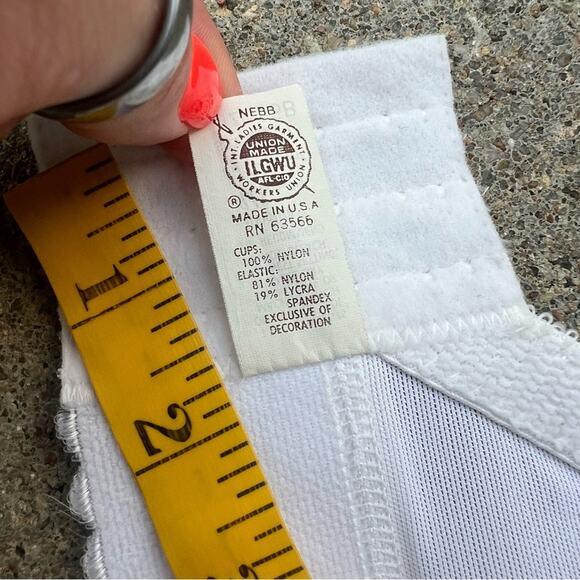 NEBB
INT. LADIES GARMENT
UNION
MADE
ILGWU
AFL-CIO
WORKERS UNION
®
MADE IN U.S.A
RN 63566
CUPS:
100% NYLON
ELASTIC:
81% NYLON
19% LYCRA
SPANDEX
EXCLUSIVE OF
DECORATION
1
2